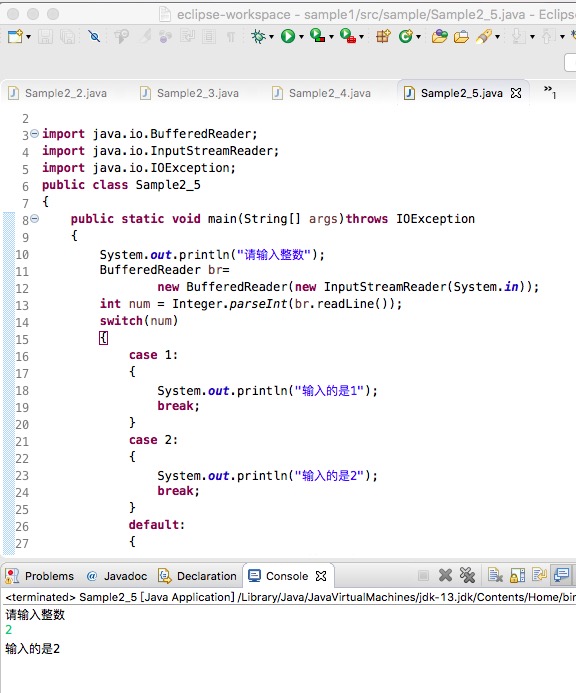 eclipse-workspace - sample1/src/sample/Sample2_5.java - Eclips
Sample2_2.java Sample2_3.java Sample2_4.java Sample2_5.java »1
2
3 import java.io.BufferedReader;
4 import java.io.InputStreamReader;
5 import java.io.IOException;
6 public class Sample2_5
7 {
8 public static void main(String[] args)throws IOException
9 {
10 System.out.println("请输入整数");
11 BufferedReader br=
12 new BufferedReader(new InputStreamReader(System.in));
13 int num = Integer.parseInt(br.readLine());
14 switch(num)
15 {
16 case 1:
17 {
18 System.out.println("输入的是1");
19 break;
20 }
21 case 2:
22 {
23 System.out.println("输入的是2");
24 break;
25 }
26 default:
27 {
Problems @ Javadoc Declaration Console
<terminated> Sample2_5 [Java Application] /Library/Java/JavaVirtualMachines/jdk-13.jdk/Contents/Home/bin
请输入整数
2
输入的是2